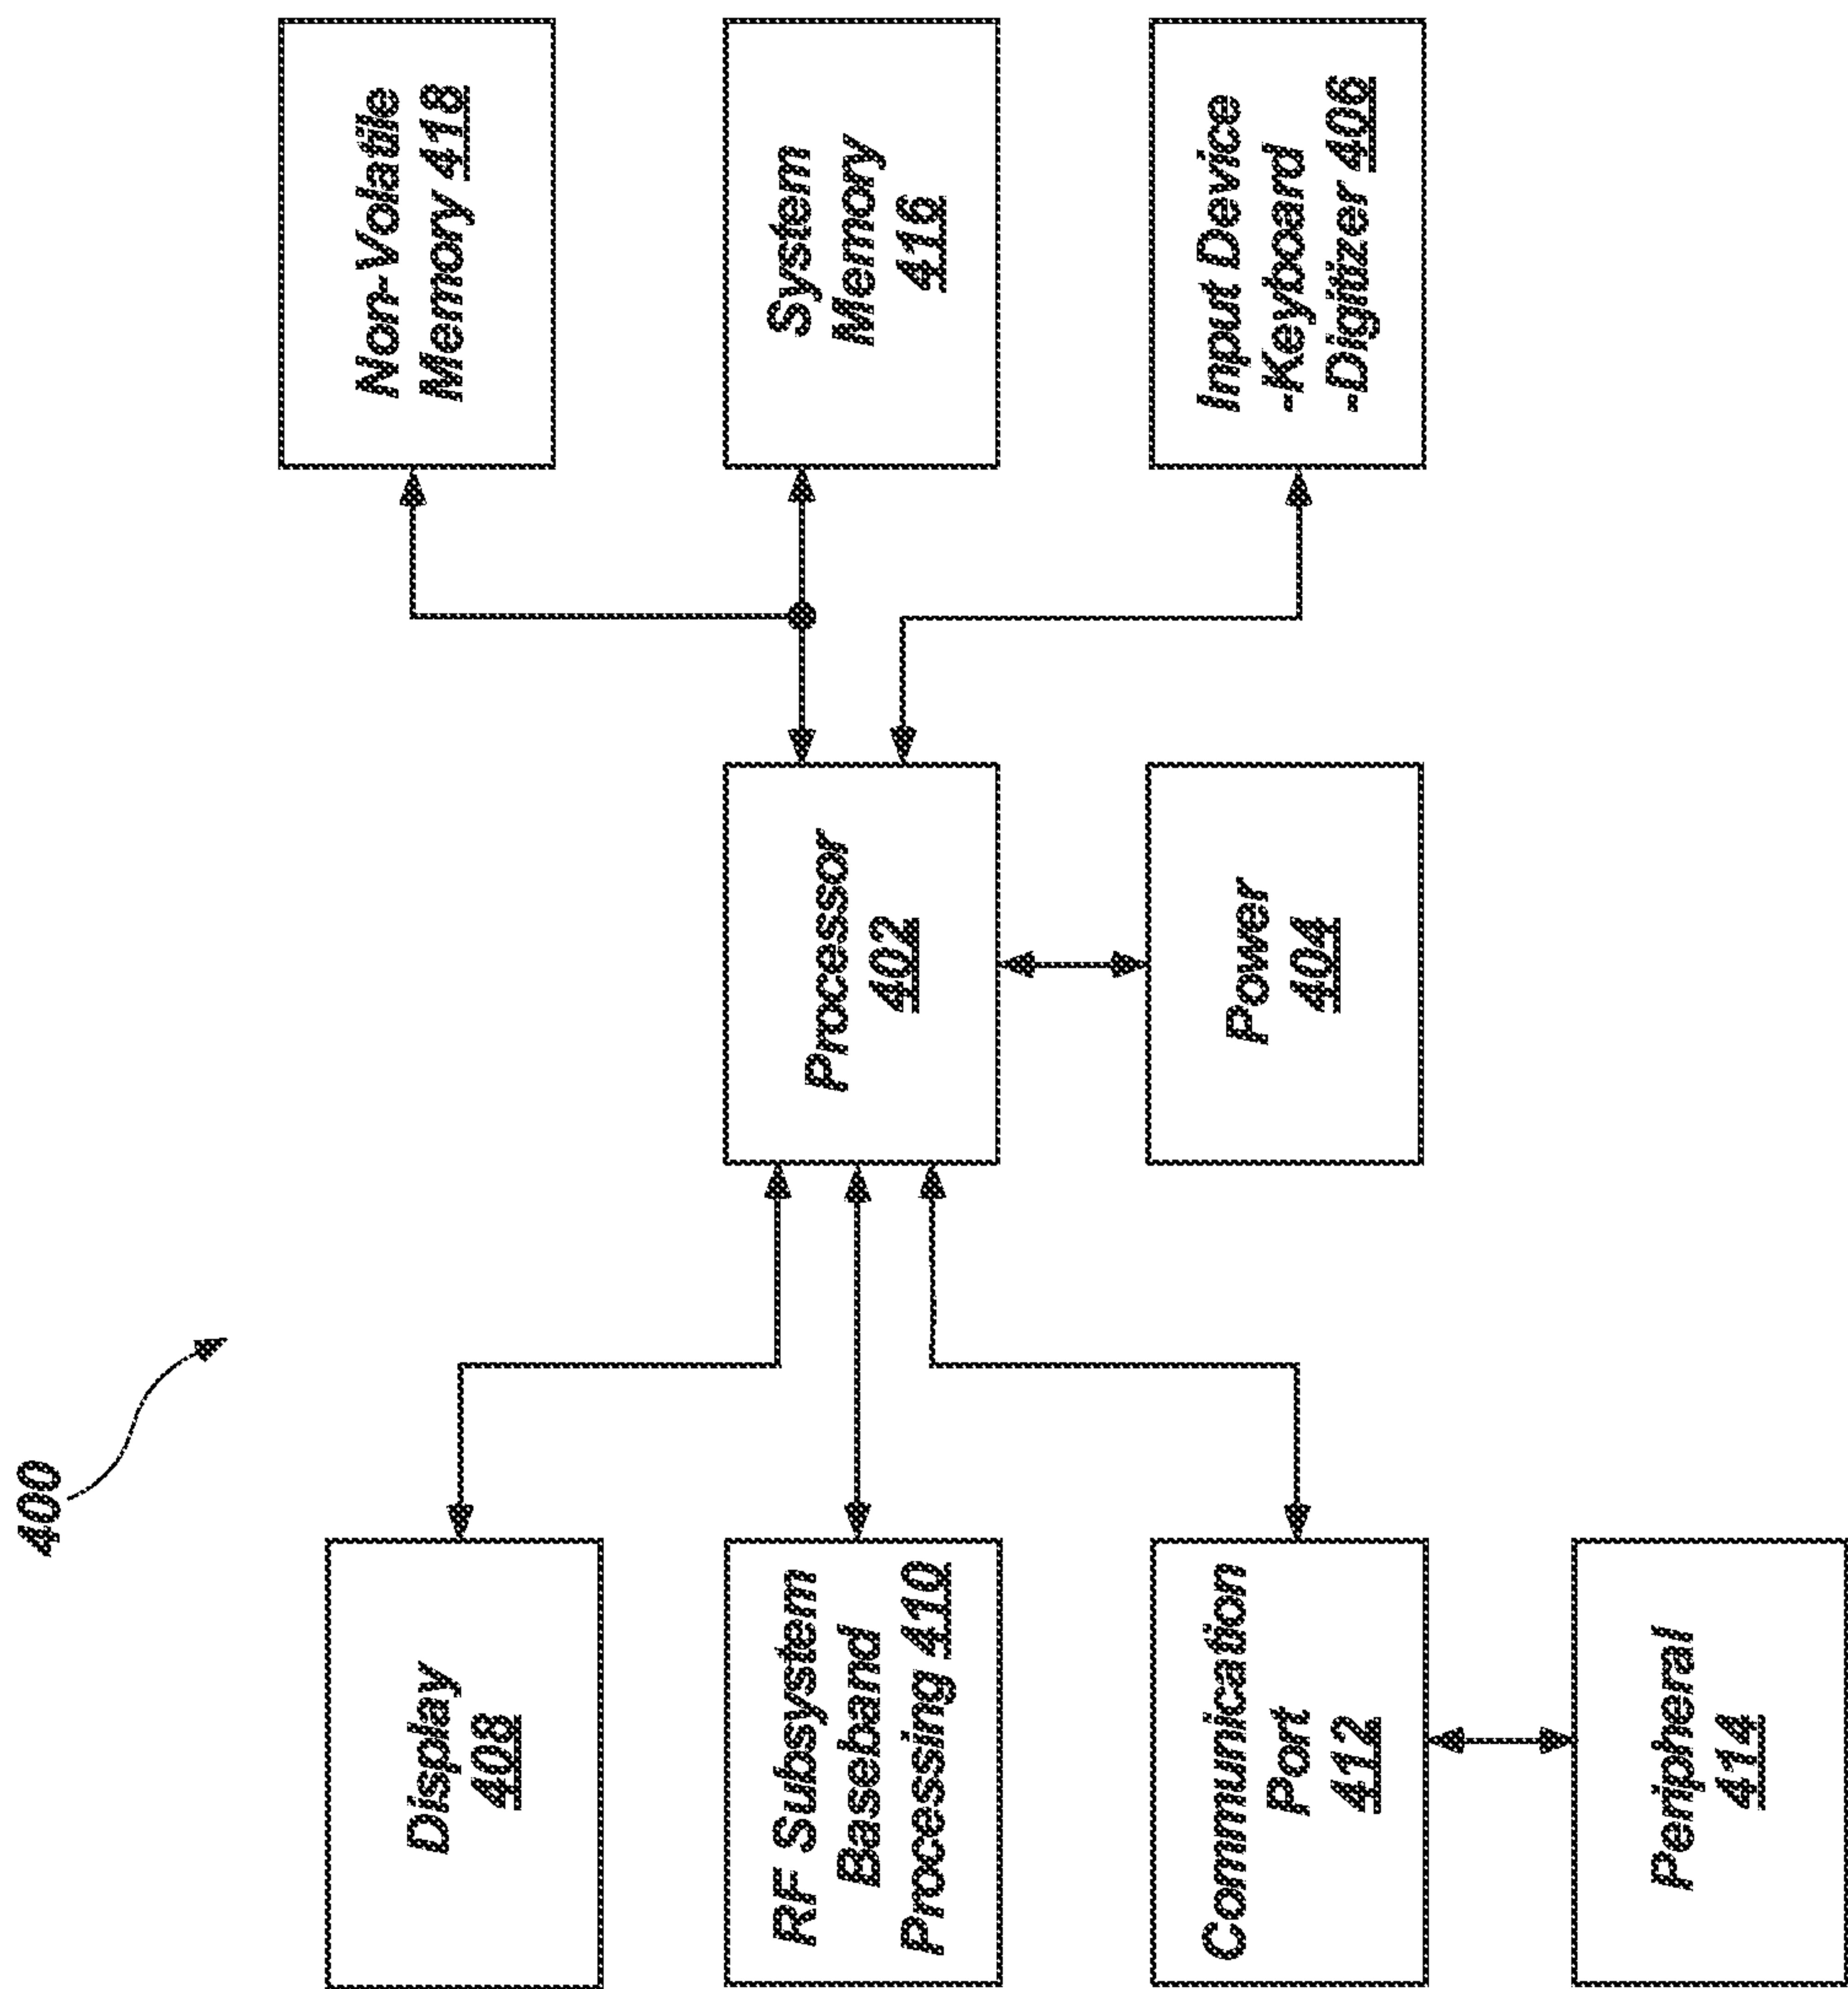 400
Display
408
RF Subsystem
Baseband
Processing 410
Communication
Port
412
Peripheral
414
Processor
402
Power
404
Non-Volatile
Memory 418
System
Memory
416
Input Device
-Keyboard
-Digitizer 406